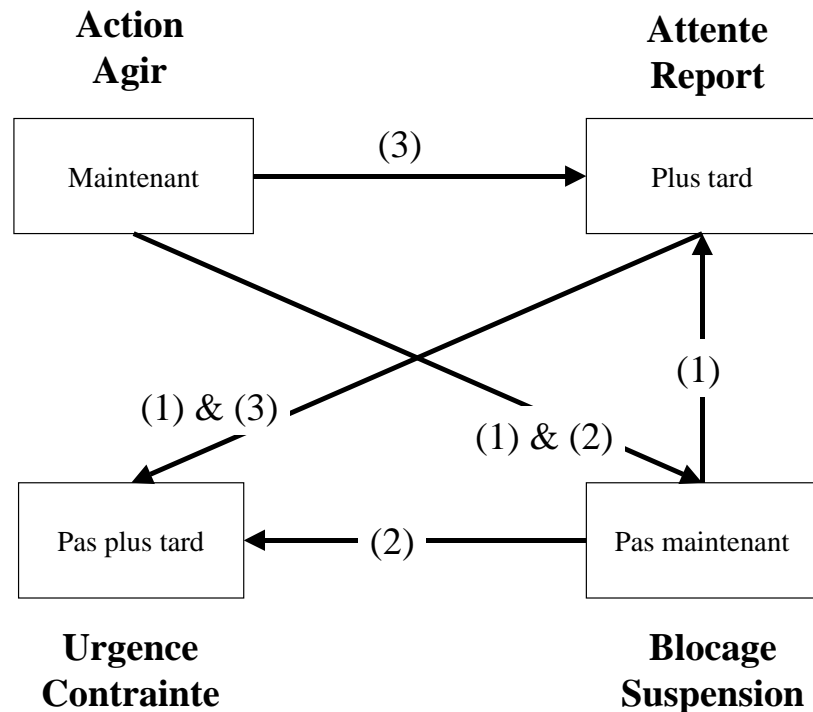 Action
Agir
Attente
Report
(3)
Maintenant
Plus tard
(1)
(1) & (3)
(1) & (2)
Pas plus tard
(2)
Pas maintenant
Urgence
Contrainte
Blocage
Suspension